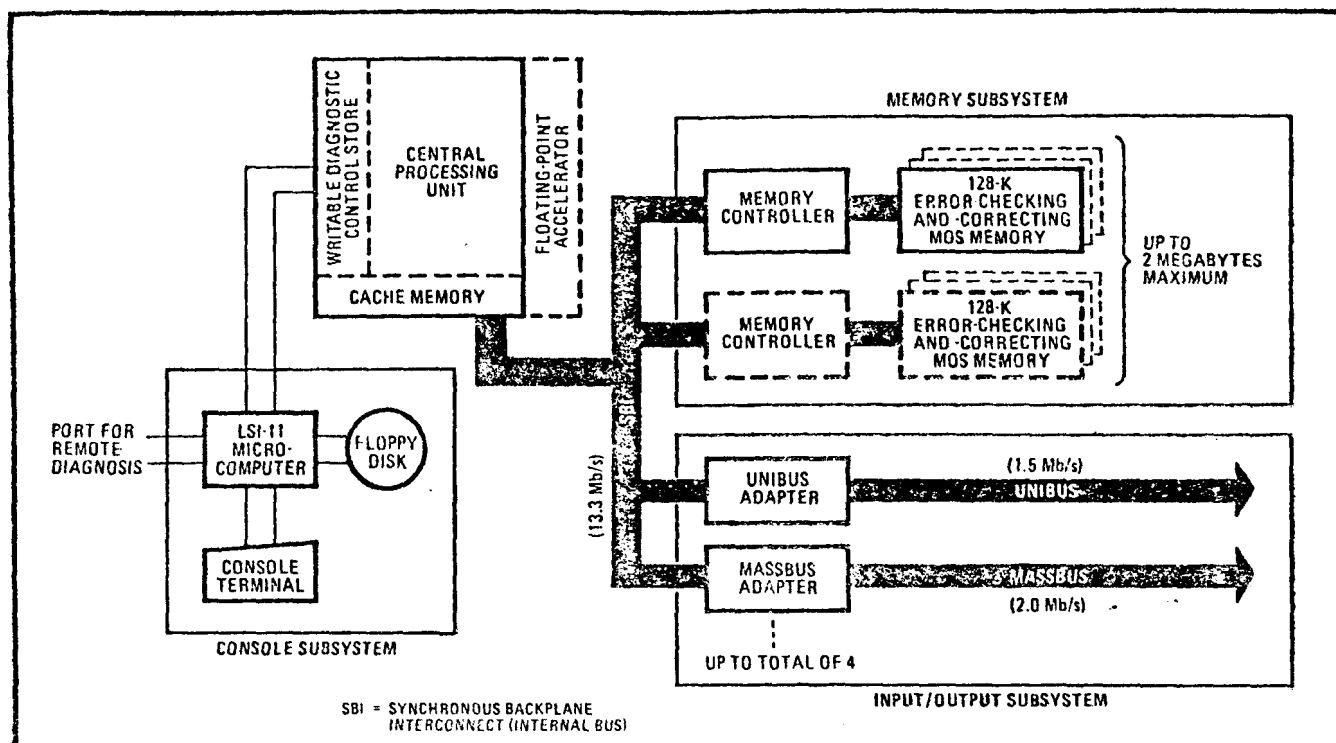 WRITABLE DIAGNOSTIC
CONTROL STORE
CENTRAL
PROCESSING
UNIT
FLOATING-POINT
ACCELERATOR
CACHE MEMORY
MEMORY SUBSYSTEM
MEMORY
CONTROLLER
128-K
ERROR-CHECKING
AND -CORRECTING
MOS MEMORY
UP TO
2 MEGABYTES
MAXIMUM
MEMORY
CONTROLLER
128-K
ERROR-CHECKING
AND -CORRECTING
MOS MEMORY
PORT FOR
REMOTE
DIAGNOSIS
LSI-11
MICRO-
COMPUTER
FLOPPY
DISK
CONSOLE
TERMINAL
CONSOLE SUBSYSTEM
SBI
(13.3 Mb/s)
UNIBUS
ADAPTER
(1.5 Mb/s)
UNIBUS
MASSBUS
ADAPTER
MASSBUS
(2.0 Mb/s)
UP TO TOTAL OF 4
INPUT/OUTPUT SUBSYSTEM
SBI = SYNCHRONOUS BACKPLANE
INTERCONNECT (INTERNAL BUS)